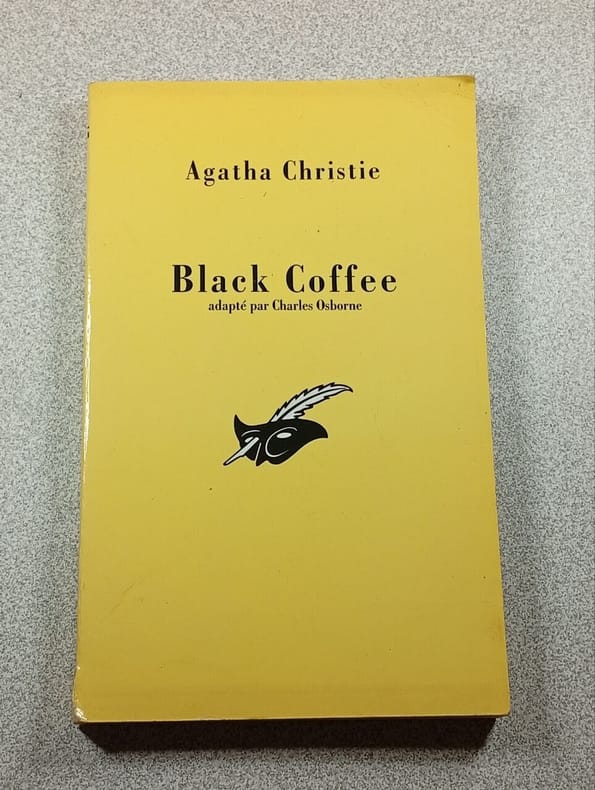 Agatha Christie
Black Coffee
adapté par Charles Osborne